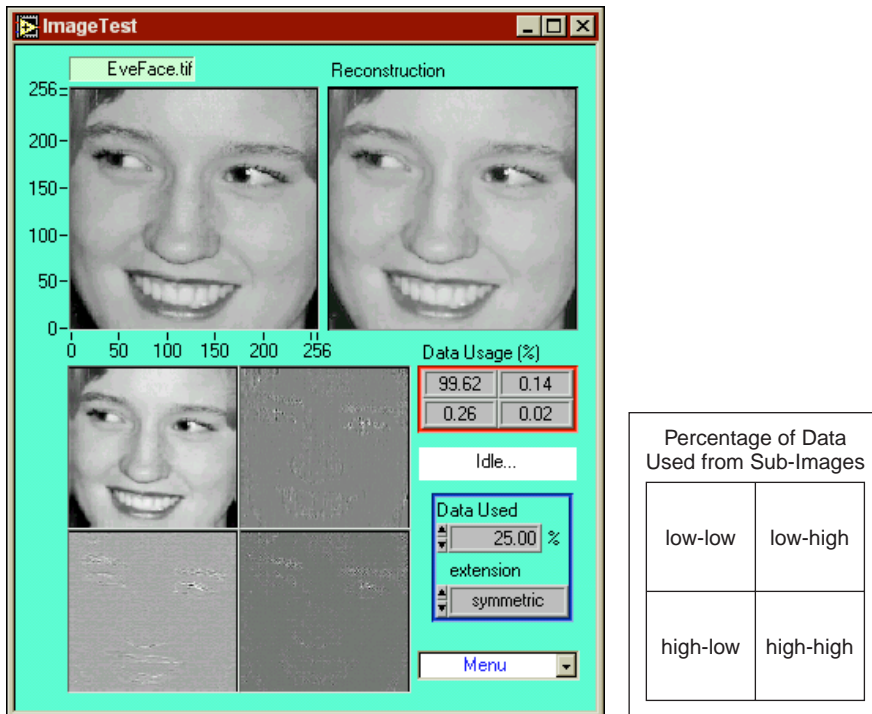 ImageTest
EveFace.tif
Reconstruction
256
200
150
100
50
0
0 50 100 150 200 256
Data Usage (%)
99.62 0.14
0.26 0.02
Idle...
Data Used
25.00 %
extension
symmetric
Menu
Percentage of Data
Used from Sub-Images
low-low low-high
high-low high-high